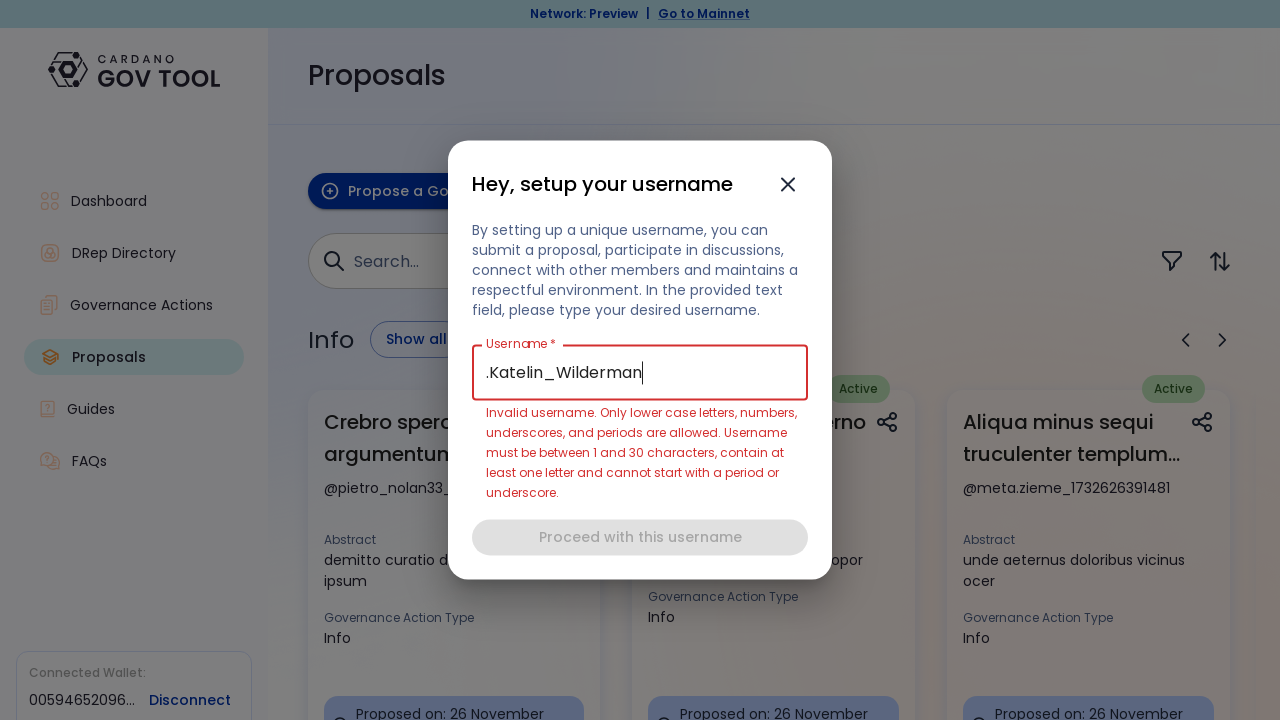 Network: Preview | Go to Mainnet
CARDANO
GOV TOOL
Proposals
Dashboard
DRep Directory
Governance Actions
Proposals
Guides
FAQs
Connected Wallet:
00594652096... Disconnect
Propose a Go
Search...
Info
Show all
Hey, setup your username
By setting up a unique username, you can
submit a proposal, participate in discussions,
connect with other members and maintains a
respectful environment. In the provided text
field, please type your desired username.
Username *
.Katelin_Wilderman
Invalid username. Only lower case letters, numbers,
underscores, and periods are allowed. Username
must be between 1 and 30 characters, contain at
least one letter and cannot start with a period or
underscore.
Proceed with this username
Crebro
argumentum
@pietro_nolan33_
Abstract
demitto curatio
ipsum
Governance Action Type
Info
Proposed on: 26 November
Active
Governance Action Type
Info
Proposed on: 26 November
Active
Aliqua minus sequi
truculenter templum...
@meta.zieme_1732626391481
Abstract
unde aeternus doloribus vicinus
ocer
Governance Action Type
Info
Proposed on: 26 November